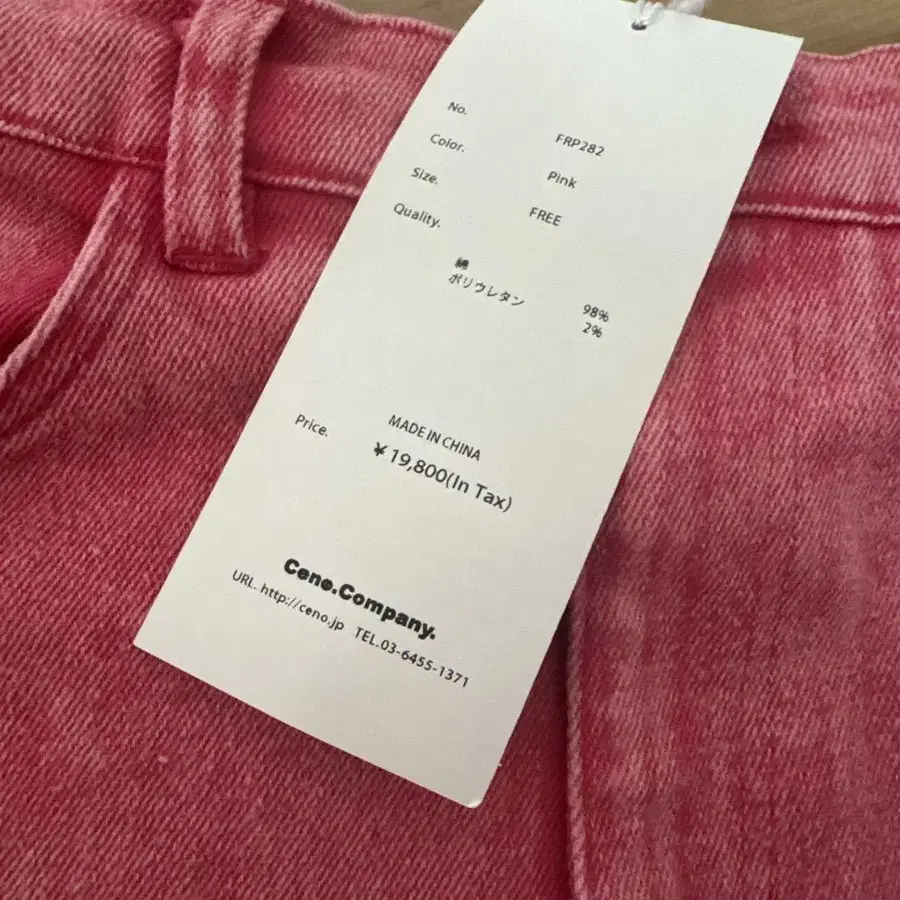 No. FRP282
Color. Pink
Size. FREE
Quality.
綿 98%
ポリウレタン 2%
MADE IN CHINA
Price. ¥ 19,800(In Tax)
Ceno.Company.
URL. http://ceno.jp TEL.03-6455-1371